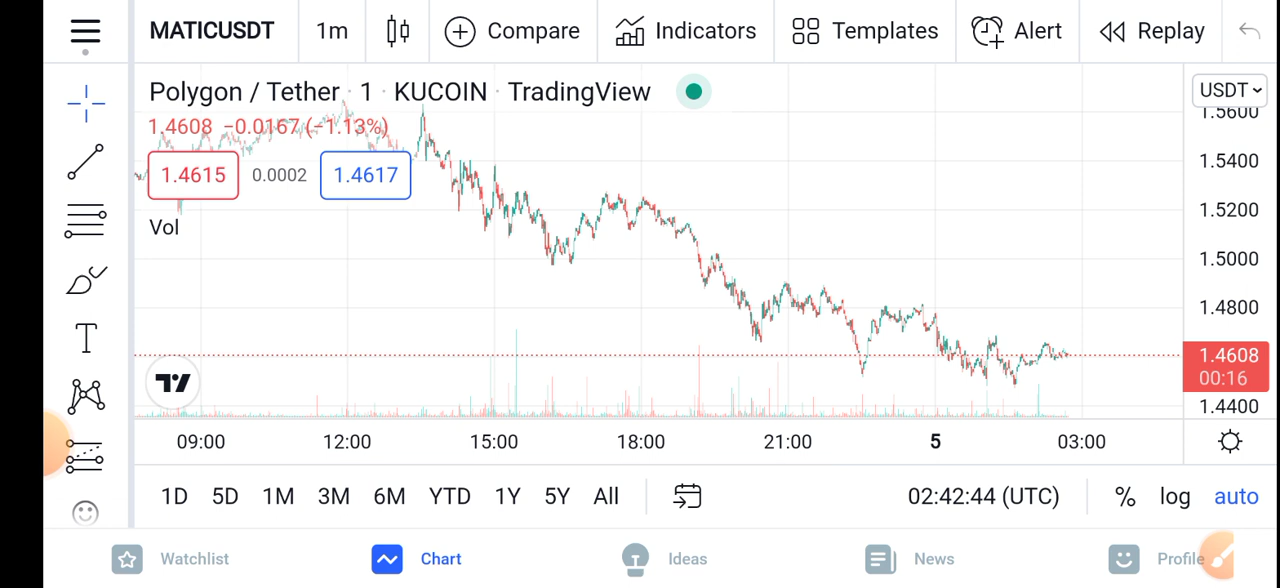 MATICUSDT 1m Compare Indicators Templates Alert Replay
Polygon / Tether · 1 · KUCOIN · TradingView
USDT
1.4608 −0.0167 (−1.13%)
1.4615 0.0002 1.4617
Vol
1.5600
1.5400
1.5200
1.5000
1.4800
1.4608
00:16
1.4400
09:00 12:00 15:00 18:00 21:00 5 03:00
1D 5D 1M 3M 6M YTD 1Y 5Y All 02:42:44 (UTC) % log auto
Watchlist Chart Ideas News Profile